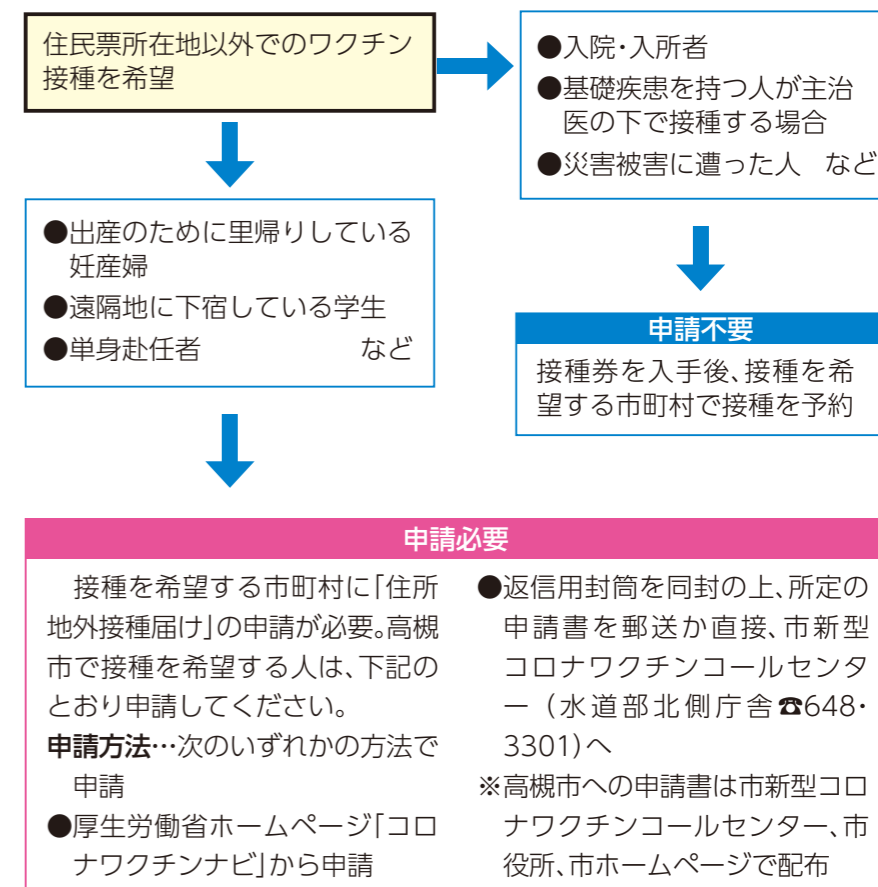 住民票所在地以外でのワクチン
接種を希望
●入院・入所者
●基礎疾患を持つ人が主治
医の下で接種する場合
●災害被害に遭った人　など
●出産のために里帰りしている
妊産婦
●遠隔地に下宿している学生
●単身赴任者　など
申請不要
接種券を入手後、接種を希
望する市町村で接種を予約
申請必要
接種を希望する市町村に「住所
地外接種届け」の申請が必要。高槻
市で接種を希望する人は、下記の
とおり申請してください。
申請方法…次のいずれかの方法で
申請
●厚生労働省ホームページ「コロ
ナワクチンナビ」から申請
●返信用封筒を同封の上、所定の
申請書を郵送か直接、市新型
コロナワクチンコールセンタ
ー（水道部北側庁舎☎648・
3301）へ
※高槻市への申請書は市新型コロ
ナワクチンコールセンター、市
役所、市ホームページで配布